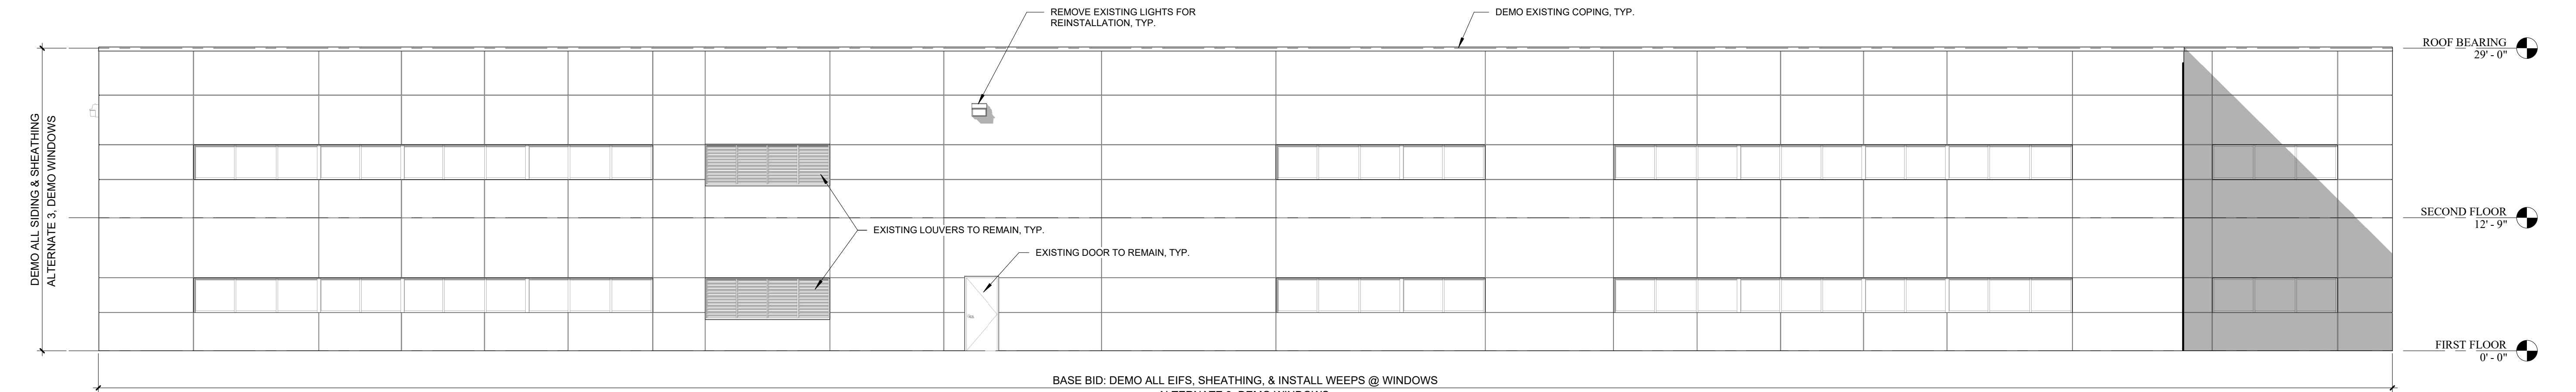 REMOVE EXISTING LIGHTS FOR
REINSTALLATION, TYP.
DEMO EXISTING COPING, TYP.
ROOF BEARING
29' - 0"
DEMO ALL SIDING & SHEATHING
ALTERNATE 3, DEMO WINDOWS
SECOND FLOOR
12' - 9"
EXISTING LOUVERS TO REMAIN, TYP.
EXISTING DOOR TO REMAIN, TYP.
FIRST FLOOR
0' - 0"
BASE BID: DEMO ALL EIFS, SHEATHING, & INSTALL WEEPS @ WINDOWS